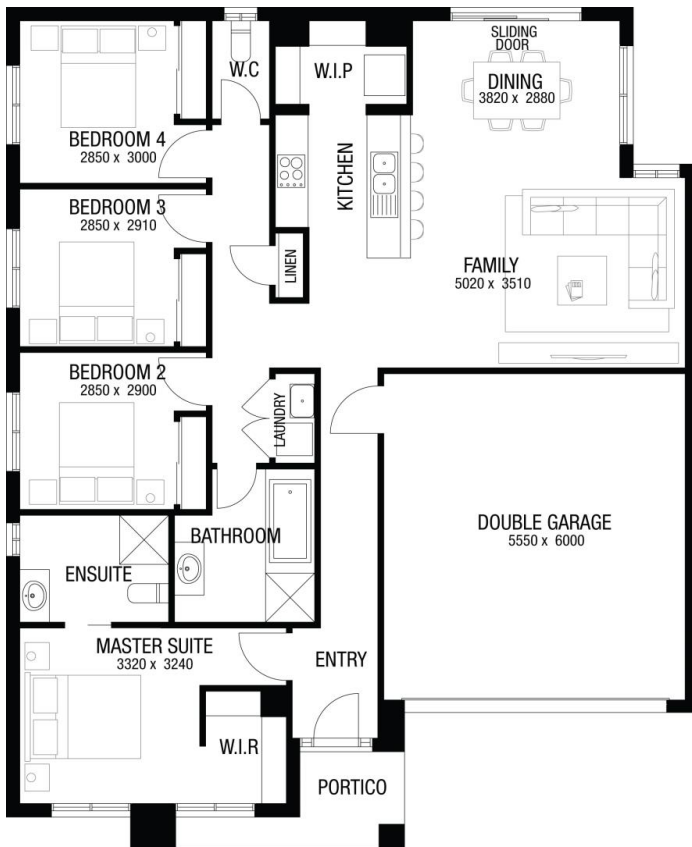 W.C
W.I.P
SLIDING
DOOR
DINING
3820 x 2880
BEDROOM 4
2850 x 3000
KITCHEN
BEDROOM 3
2850 x 2910
LINEN
FAMILY
5020 x 3510
BEDROOM 2
2850 x 2900
LAUNDRY
DOUBLE GARAGE
5550 x 6000
BATHROOM
ENSUITE
MASTER SUITE
3320 x 3240
ENTRY
W.I.R
PORTICO